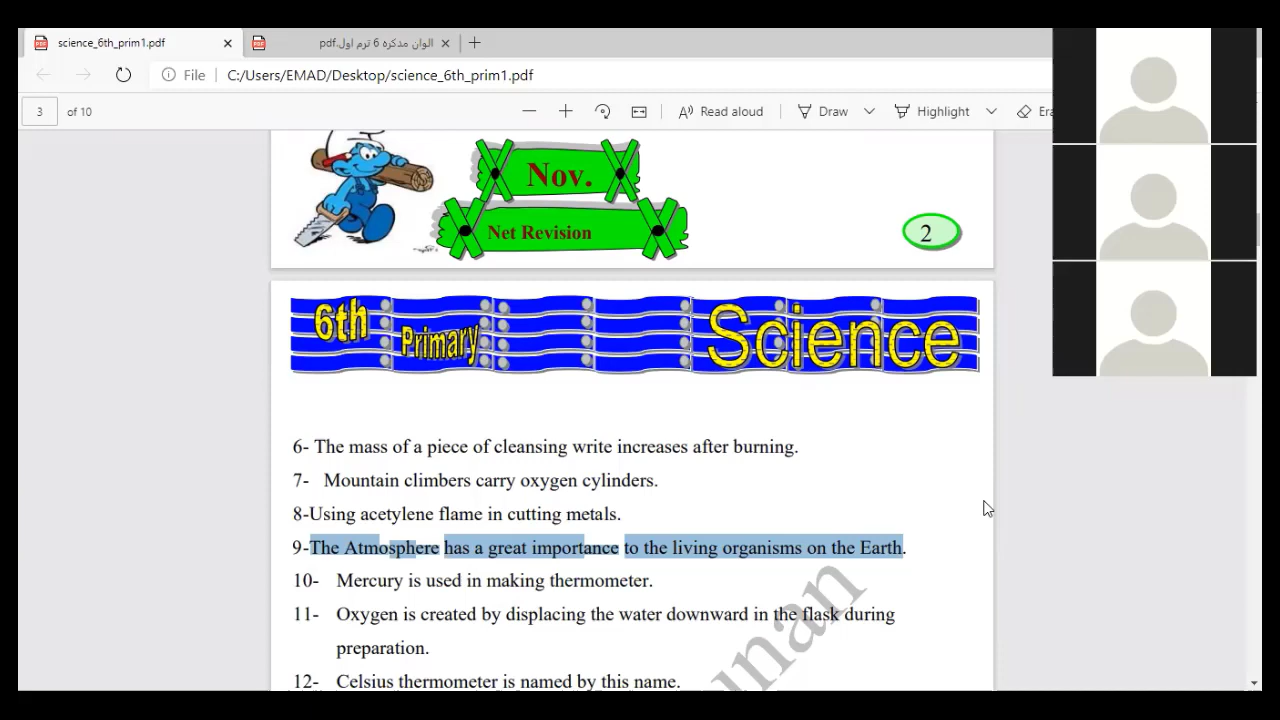 science_6th_prim1.pdf
الوان مدكره 6 ترم اول.pdf
File
C:/Users/EMAD/Desktop/science_6th_prim1.pdf
3 of 10
Read aloud
Draw
Highlight
Era
Nov.
Net Revision
2
6th Primary Science
6- The mass of a piece of cleansing write increases after burning.
7- Mountain climbers carry oxygen cylinders.
8-Using acetylene flame in cutting metals.
9-The Atmosphere has a great importance to the living organisms on the Earth.
10- Mercury is used in making thermometer.
11- Oxygen is created by displacing the water downward in the flask during
preparation.
12- Celsius thermometer is named by this name.